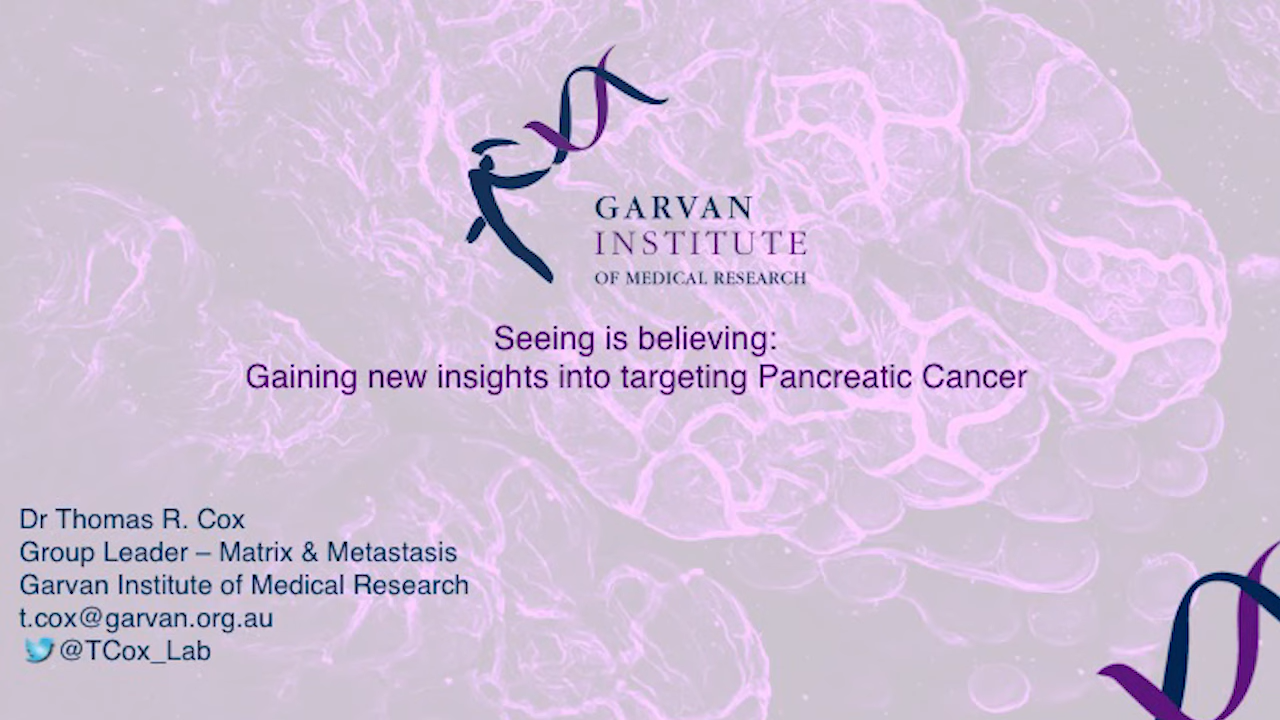 GARVAN
INSTITUTE
OF MEDICAL RESEARCH
Seeing is believing:
Gaining new insights into targeting Pancreatic Cancer
Dr Thomas R. Cox
Group Leader – Matrix & Metastasis
Garvan Institute of Medical Research
t.cox@garvan.org.au
@TCox_Lab